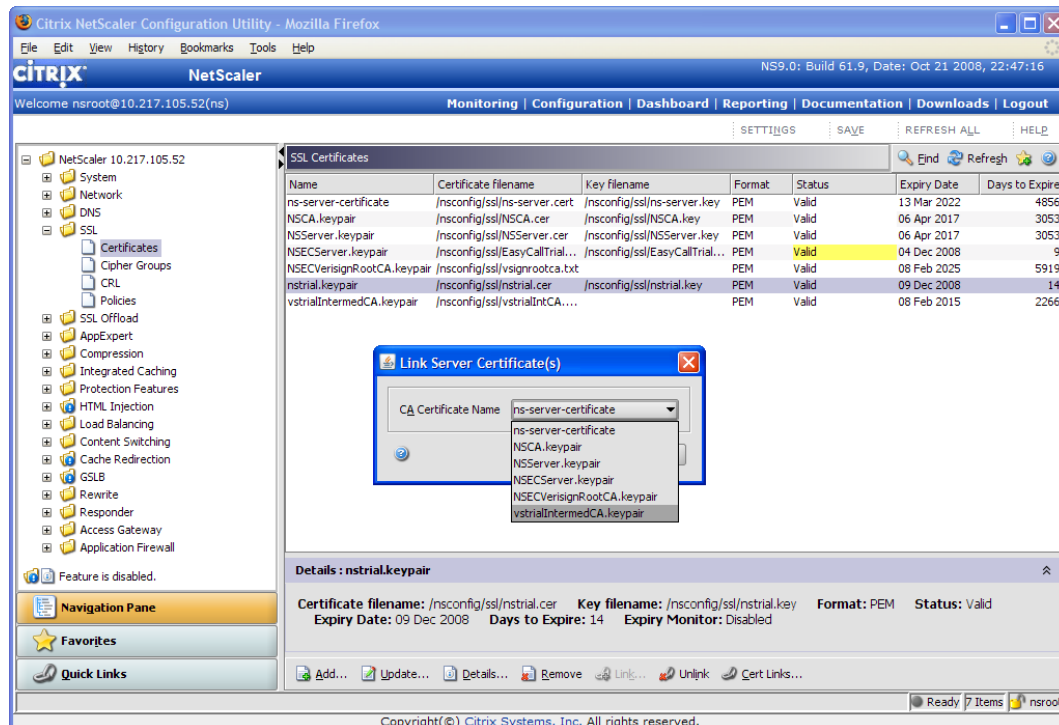 Citrix NetScaler Configuration Utility - Mozilla Firefox
File Edit View History Bookmarks Tools Help
CITRIX NetScaler NS9.0: Build 61.9, Date: Oct 21 2008, 22:47:16
Welcome nsroot@10.217.105.52(ns) Monitoring | Configuration | Dashboard | Reporting | Documentation | Downloads | Logout
SETTINGS SAVE REFRESH ALL HELP
NetScaler 10.217.105.52
System
Network
DNS
SSL
Certificates
Cipher Groups
CRL
Policies
SSL Offload
AppExpert
Compression
Integrated Caching
Protection Features
HTML Injection
Load Balancing
Content Switching
Cache Redirection
GSLB
Rewrite
Responder
Access Gateway
Application Firewall
Feature is disabled.
Navigation Pane
Favorites
Quick Links
SSL Certificates Find Refresh
Name Certificate filename Key filename Format Status Expiry Date Days to Expire
ns-server-certificate /nsconfig/ssl/ns-server.cert /nsconfig/ssl/ns-server.key PEM Valid 13 Mar 2022 4856
NSCA.keypair /nsconfig/ssl/NSCA.cer /nsconfig/ssl/NSCA.key PEM Valid 06 Apr 2017 3053
NSServer.keypair /nsconfig/ssl/NSServer.cer /nsconfig/ssl/NSServer.key PEM Valid 06 Apr 2017 3053
NSECServer.keypair /nsconfig/ssl/EasyCallTrial... /nsconfig/ssl/EasyCallTrial... PEM Valid 04 Dec 2008 9
NSECVerisignRootCA.keypair /nsconfig/ssl/vsignrootca.txt PEM Valid 08 Feb 2025 5919
nstrial.keypair /nsconfig/ssl/nstrial.cer /nsconfig/ssl/nstrial.key PEM Valid 09 Dec 2008 14
vstrialIntermedCA.keypair /nsconfig/ssl/vstrialIntCA.... PEM Valid 08 Feb 2015 2266
Link Server Certificate(s)
CA Certificate Name ns-server-certificate
ns-server-certificate
NSCA.keypair
NSServer.keypair
NSECServer.keypair
NSECVerisignRootCA.keypair
vstrialIntermedCA.keypair
Details : nstrial.keypair
Certificate filename: /nsconfig/ssl/nstrial.cer Key filename: /nsconfig/ssl/nstrial.key Format: PEM Status: Valid
Expiry Date: 09 Dec 2008 Days to Expire: 14 Expiry Monitor: Disabled
Add... Update... Details... Remove Link... Unlink Cert Links...
Ready 7 Items nsroot
Copyright(©) Citrix Systems, Inc. All rights reserved.